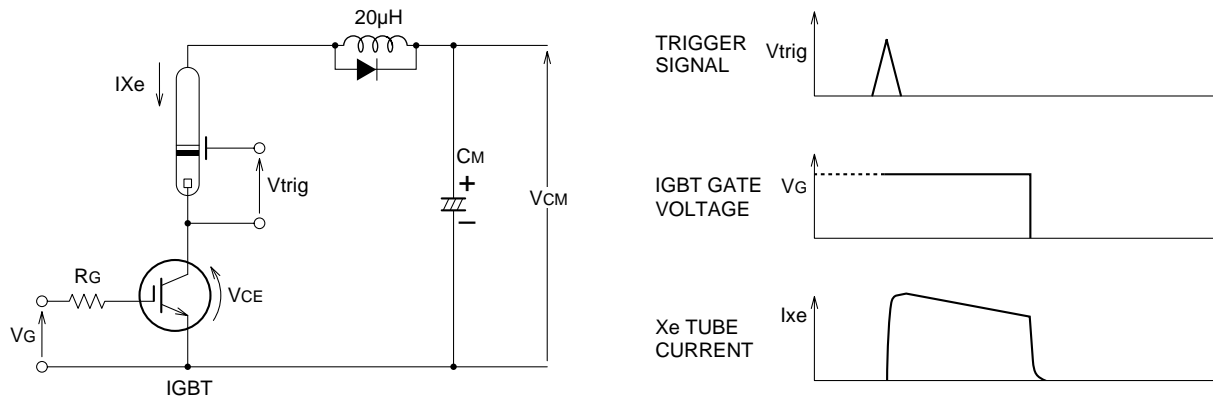 20µH
IXe
Vtrig
CM
+
−
VCM
RG
VCE
VG
IGBT
TRIGGER
SIGNAL
Vtrig
IGBT GATE
VOLTAGE
VG
Xe TUBE
CURRENT
Ixe